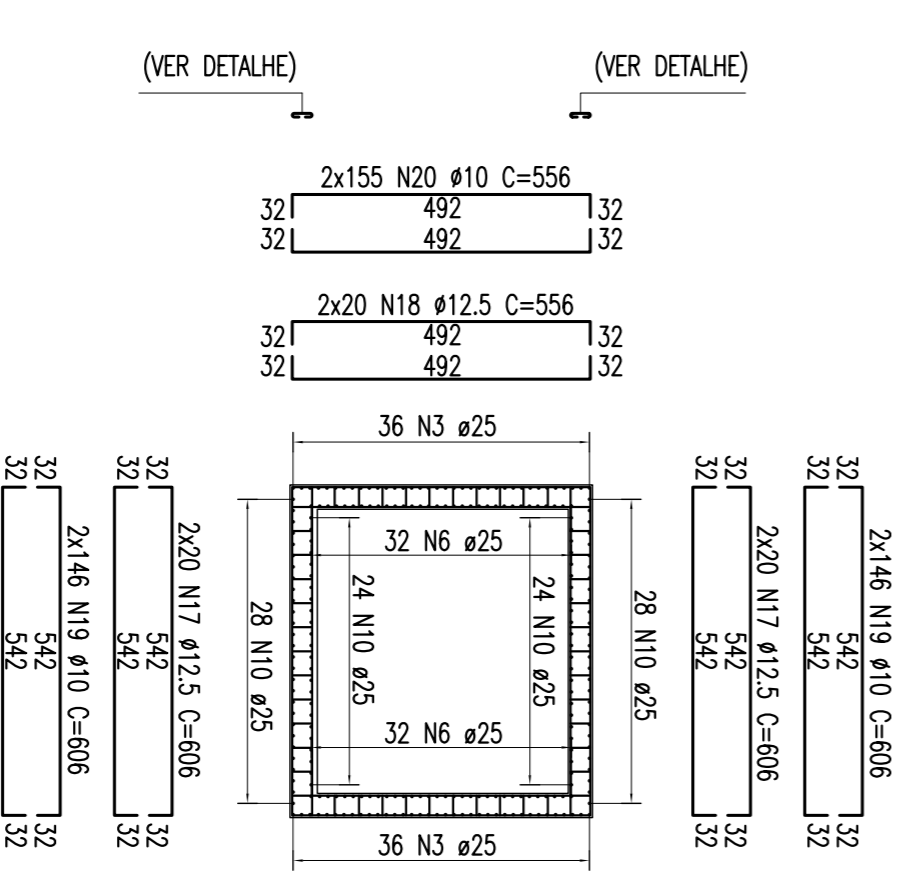 (VER DETALHE)
(VER DETALHE)
2x155 N20 ø10 C=556
32 492 32
32 492 32
2x20 N18 ø12.5 C=556
32 492 32
32 492 32
36 N3 ø25
32 32
542
542
32 32
2x146 N19 ø10 C=606
32 32
542
542
32 32
2x20 N17 ø12.5 C=606
28 N10 ø25
32 N6 ø25
24 N10 ø25
24 N10 ø25
32 N6 ø25
28 N10 ø25
32 32
542
542
32 32
2x20 N17 ø12.5 C=606
32 32
542
542
32 32
2x146 N19 ø10 C=606
36 N3 ø25